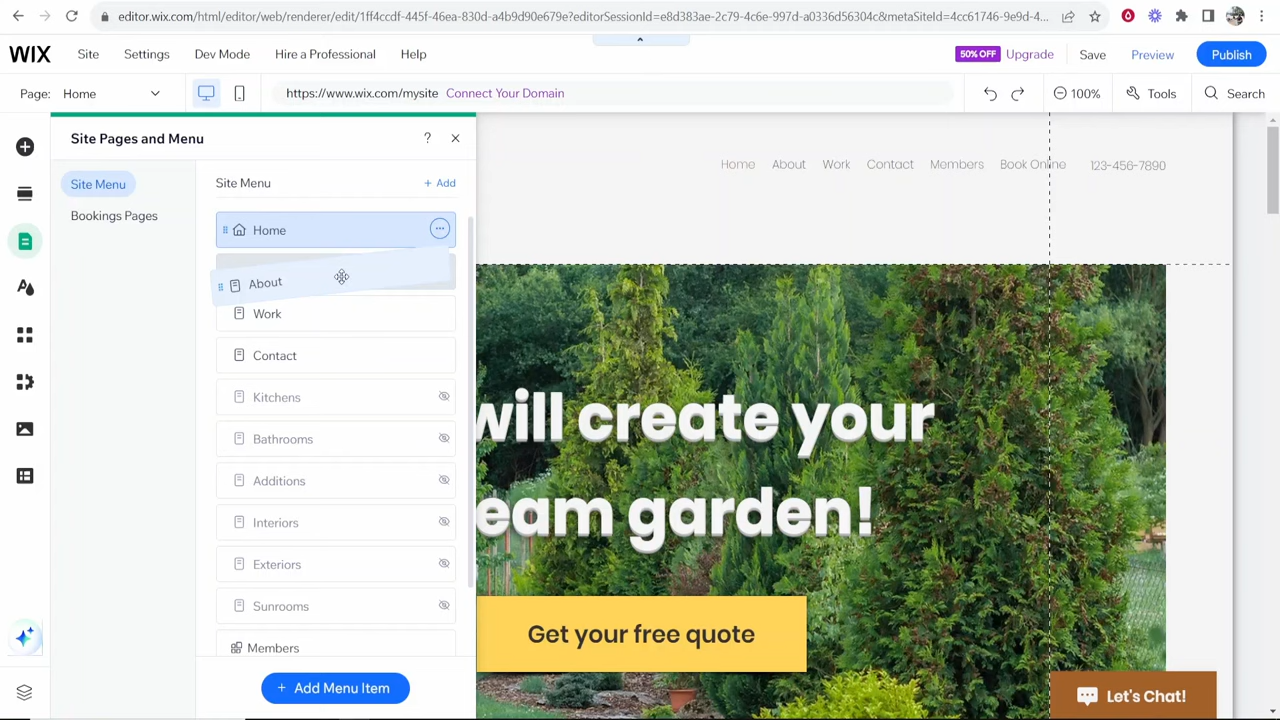 editor.wix.com/html/editor/web/renderer/edit/1ff4ccdf-445f-46ea-830d-a4b9d90e679e?editorSessionId=e8d383ae-2c79-4c6e-997d-a0336d56304c&metaSiteId=4cc61746-9e9d-4...
WIX Site Settings Dev Mode Hire a Professional Help 50% OFF Upgrade Save Preview Publish
Page: Home https://www.wix.com/mysite Connect Your Domain 100% Tools Search
Site Pages and Menu ?
Site Menu
Bookings Pages
Site Menu + Add
Home
About
Work
Contact
Kitchens
Bathrooms
Additions
Interiors
Exteriors
Sunrooms
Members
+ Add Menu Item
Home About Work Contact Members Book Online 123-456-7890
will create your
eam garden!
Get your free quote
Let's Chat!